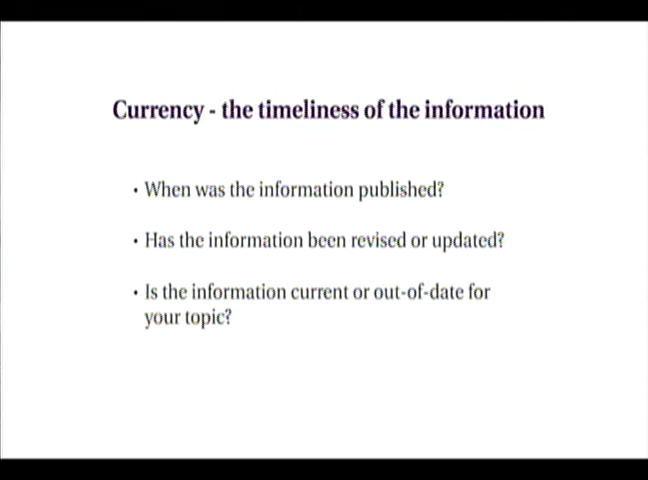 Currency - the timeliness of the information
• When was the information published?
• Has the information been revised or updated?
• Is the information current or out-of-date for
your topic?